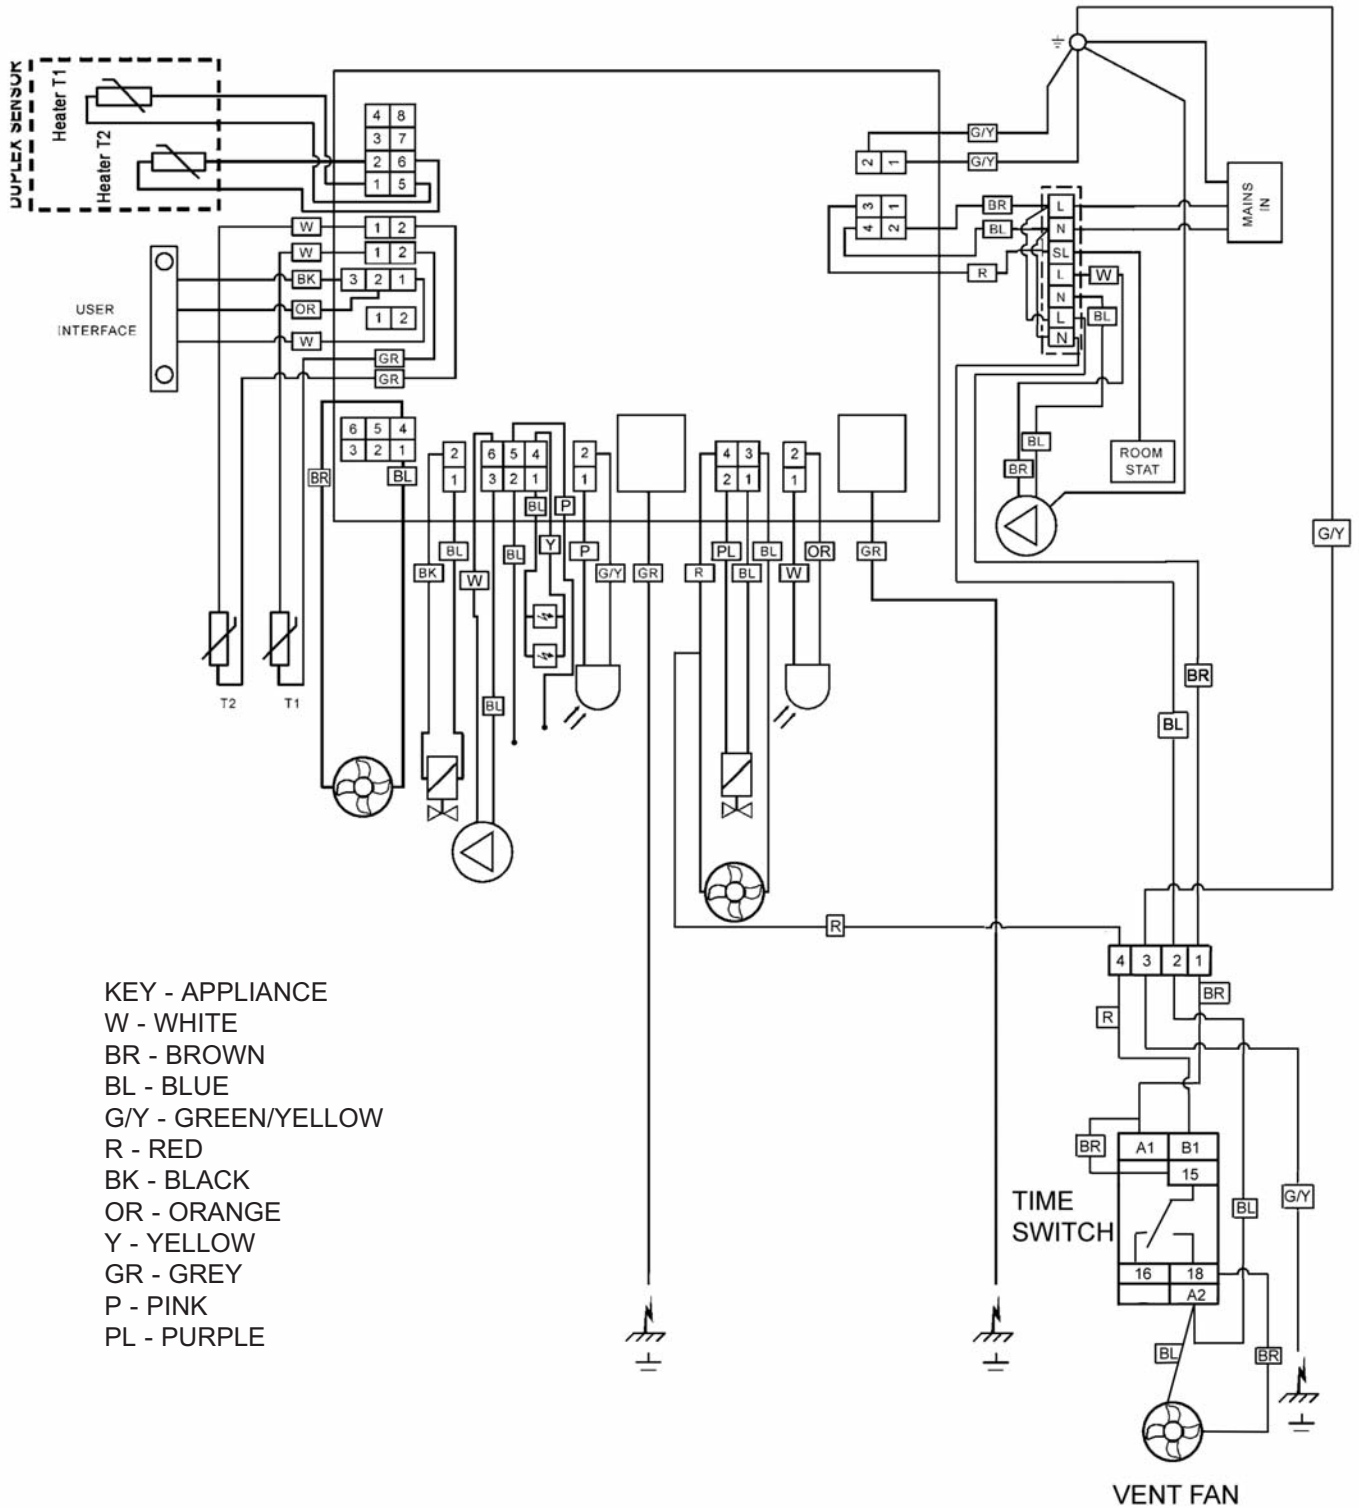 DUPLEX SENSOR
Heater T1
Heater T2
4 8
3 7
2 6
1 5
W 1 2
W 1 2
BK 3 2 1
OR
1 2
W
GR
GR
USER
INTERFACE
2 1
G/Y
G/Y
3 1
4 2
BR
BL
R
L
N
SL
L
N
L
N
W
BL
MAINS
IN
ROOM
STAT
BL
BR
G/Y
6 5 4
3 2 1
BR
BL
2
1
6 5 4
3 2 1
BL
P
2
1
4 3
2 1
2
1
BK
BL
W
BL
Y
P
G/Y
GR
R
PL
BL
BL
W
OR
GR
T2
T1
BL
BR
BL
R
4 3 2 1
BR
R
KEY - APPLIANCE
W - WHITE
BR - BROWN
BL - BLUE
G/Y - GREEN/YELLOW
R - RED
BK - BLACK
OR - ORANGE
Y - YELLOW
GR - GREY
P - PINK
PL - PURPLE
BR
A1 B1
15
TIME
SWITCH
16 18
A2
BL
G/Y
BL
BR
VENT FAN